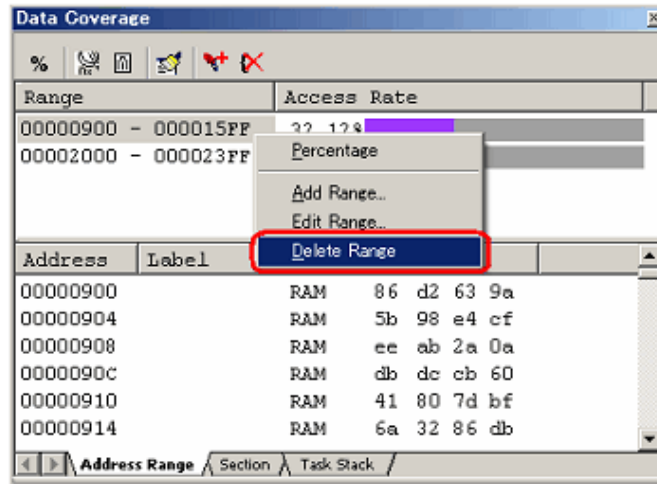 Data Coverage
%
Range Access Rate
00000900 - 000015FF 32.12%
00002000 - 000023FF
Percentage
Add Range...
Edit Range...
Delete Range
Address Label
00000900 RAM 86 d2 63 9a
00000904 RAM 5b 98 e4 cf
00000908 RAM ee ab 2a 0a
0000090C RAM db dc cb 60
00000910 RAM 41 80 7d bf
00000914 RAM 6a 32 86 db
Address Range Section Task Stack